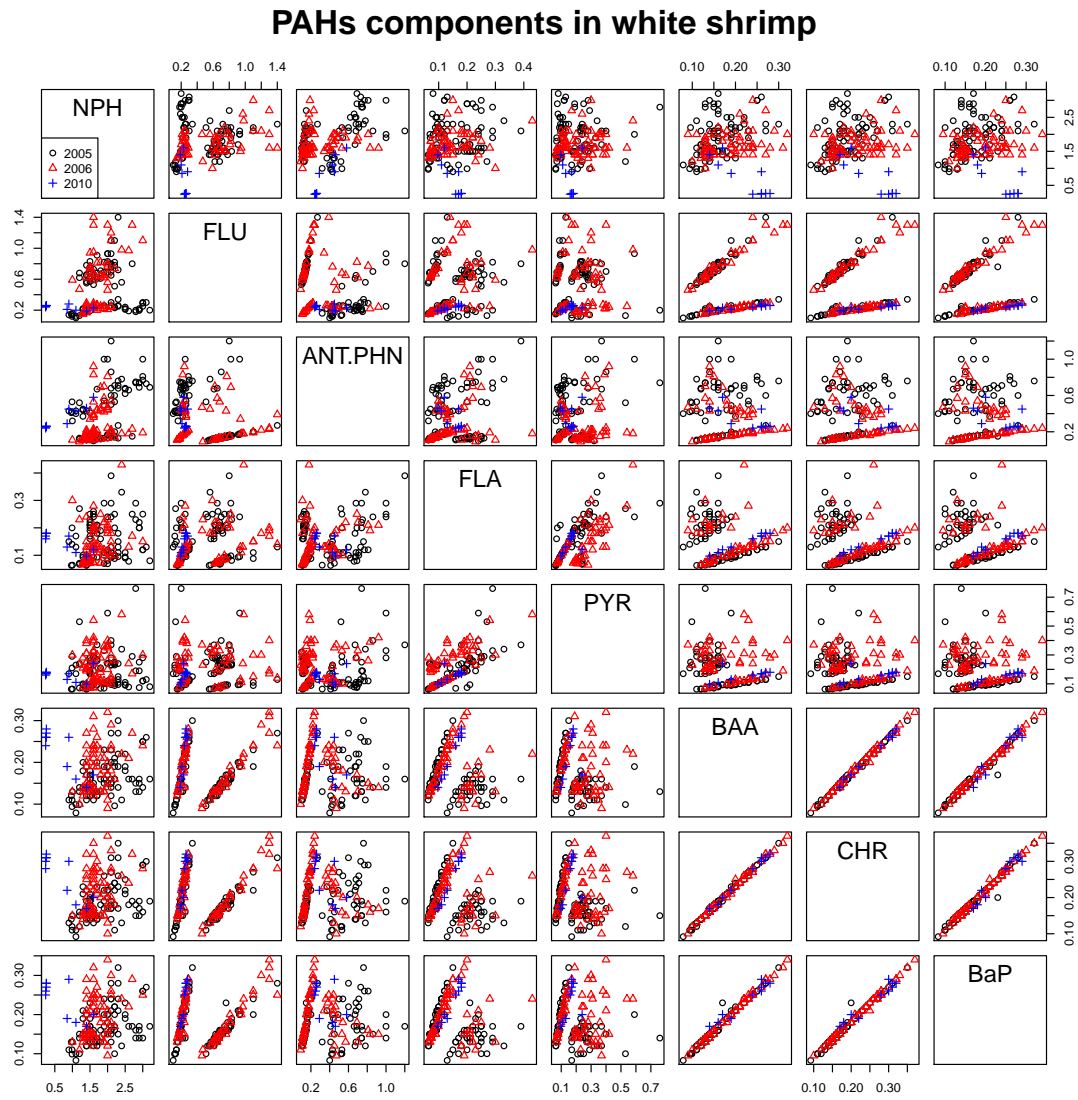 PAHs components in white shrimp
0.2 0.6 1.0 1.4
0.1 0.2 0.3 0.4
0.10 0.20 0.30
0.10 0.20 0.30
NPH
2005
2006
2010
0.5 1.5 2.5
0.2 0.6 1.0 1.4
FLU
ANT.PHN
0.2 0.6 1.0
0.1 0.3
FLA
PYR
0.1 0.3 0.5 0.7
0.10 0.20 0.30
BAA
CHR
0.10 0.20 0.30
0.10 0.20 0.30
BaP
0.5 1.5 2.5
0.2 0.6 1.0
0.1 0.3 0.5 0.7
0.10 0.20 0.30